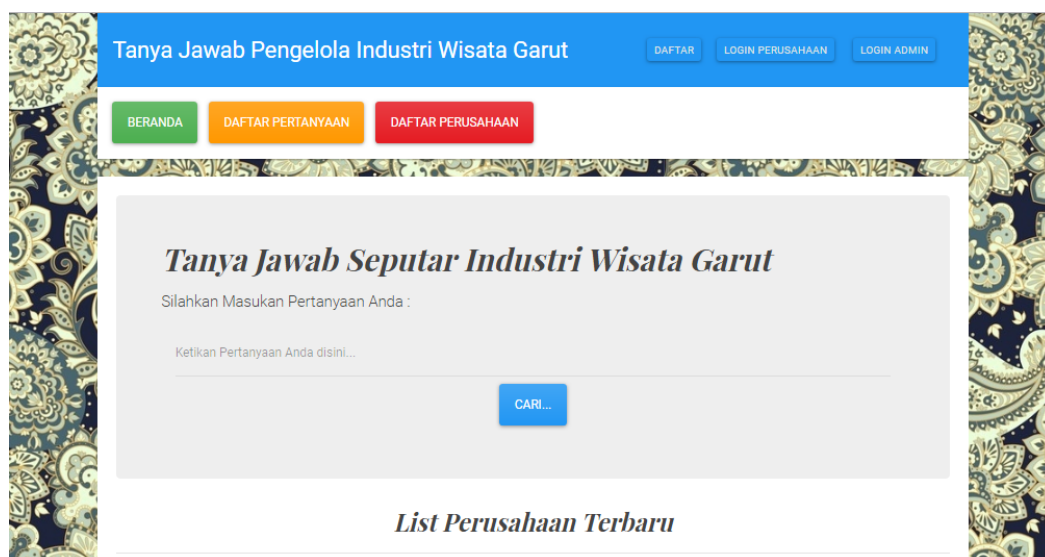 Tanya Jawab Pengelola Industri Wisata Garut
DAFTAR
LOGIN PERUSAHAAN
LOGIN ADMIN
BERANDA
DAFTAR PERTANYAAN
DAFTAR PERUSAHAAN
Tanya Jawab Seputar Industri Wisata Garut
Silahkan Masukan Pertanyaan Anda :
Ketikan Pertanyaan Anda disini...
CARI...
List Perusahaan Terbaru